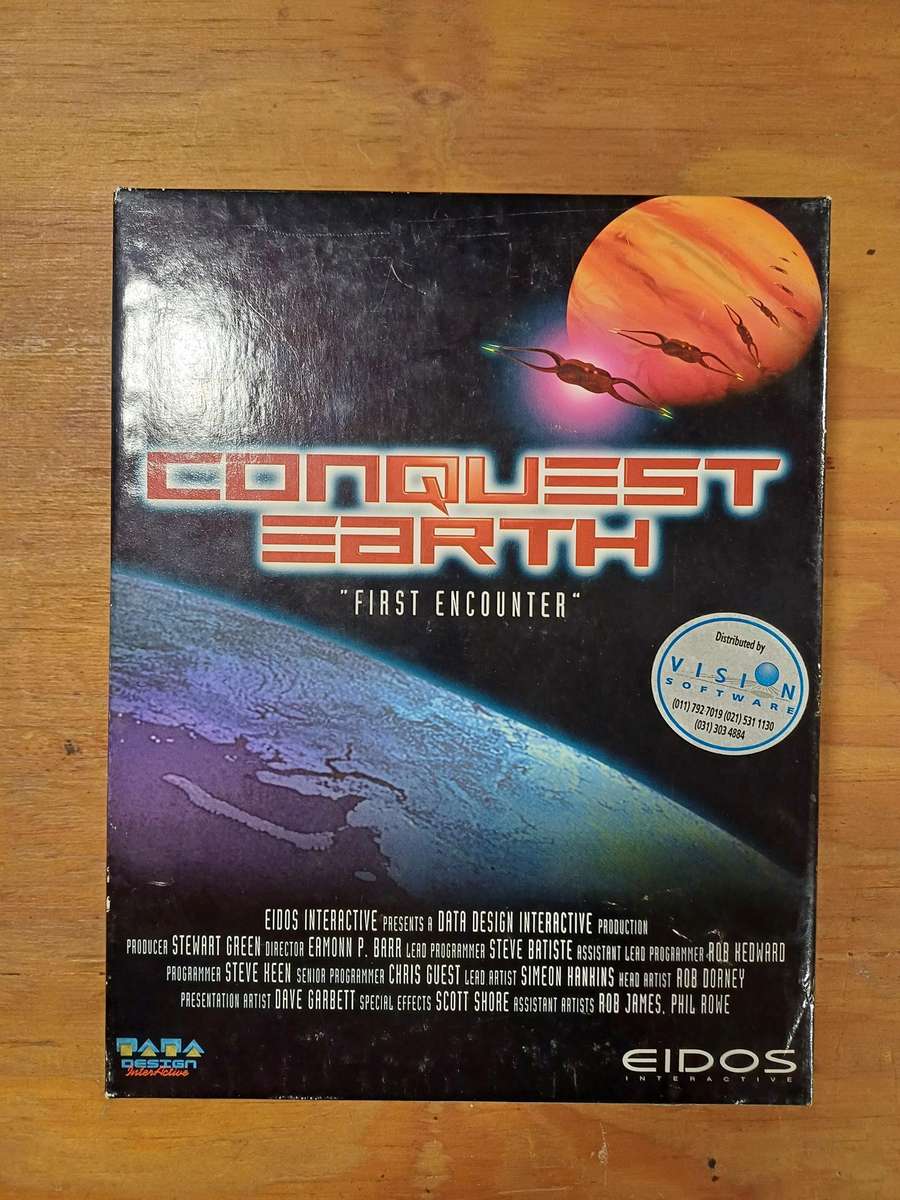 CONQUEST
EARTH
"FIRST ENCOUNTER"
Distributed by
VISION
SOFTWARE
(011) 792 7019 (021) 531 1130
(031) 303 4884
EIDOS INTERACTIVE PRESENTS A DATA DESIGN INTERACTIVE PRODUCTION
PRODUCER STEWART GREEN DIRECTOR EAMONN P. BARR LEAD PROGRAMMER STEVE BATISTE ASSISTANT LEAD PROGRAMMER ROB KEDWARD
PROGRAMMER STEVE KEEN SENIOR PROGRAMMER CHRIS GUEST LEAD ARTIST SIMEON HANKINS HEAD ARTIST ROB DORNEY
PRESENTATION ARTIST DAVE GARBETT SPECIAL EFFECTS SCOTT SHORE ASSISTANT ARTISTS ROB JAMES, PHIL ROWE
DATA
DESIGN
InterActive
EIDOS
INTERACTIVE